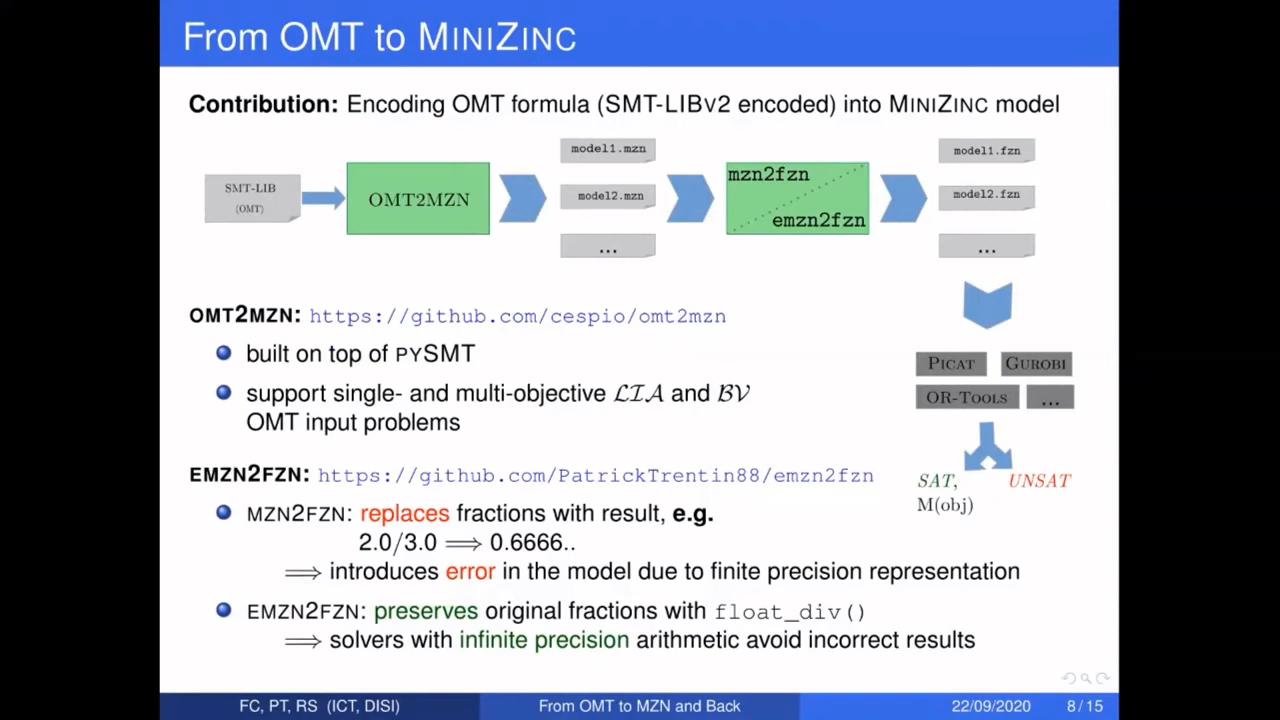 From OMT to MINIZINC
Contribution: Encoding OMT formula (SMT-LIBV2 encoded) into MINIZINC model
SMT-LIB
(OMT)
OMT2MZN
model1.mzn
model2.mzn
...
mzn2fzn
emzn2fzn
model1.fzn
model2.fzn
...
PICAT
GUROBI
OR-TOOLS
...
SAT,
M(obj)
UNSAT
OMT2MZN: https://github.com/cespio/omt2mzn
built on top of PYSMT
support single- and multi-objective ℒℐ𝒜 and ℬ𝒱
OMT input problems
EMZN2FZN: https://github.com/PatrickTrentin88/emzn2fzn
MZN2FZN: replaces fractions with result, e.g.
2.0/3.0 ⟹ 0.6666..
⟹ introduces error in the model due to finite precision representation
EMZN2FZN: preserves original fractions with float_div()
⟹ solvers with infinite precision arithmetic avoid incorrect results
FC, PT, RS (ICT, DISI)
From OMT to MZN and Back
22/09/2020
8 / 15